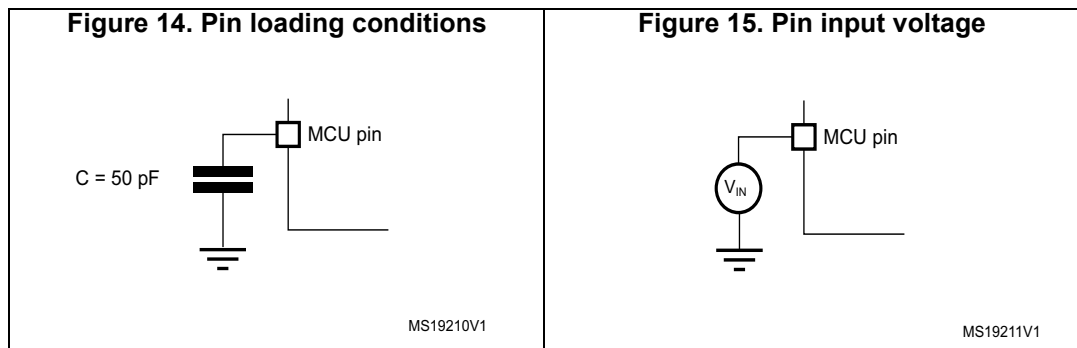 Figure 14. Pin loading conditions
MCU pin
C = 50 pF
MS19210V1
Figure 15. Pin input voltage
MCU pin
VIN
MS19211V1